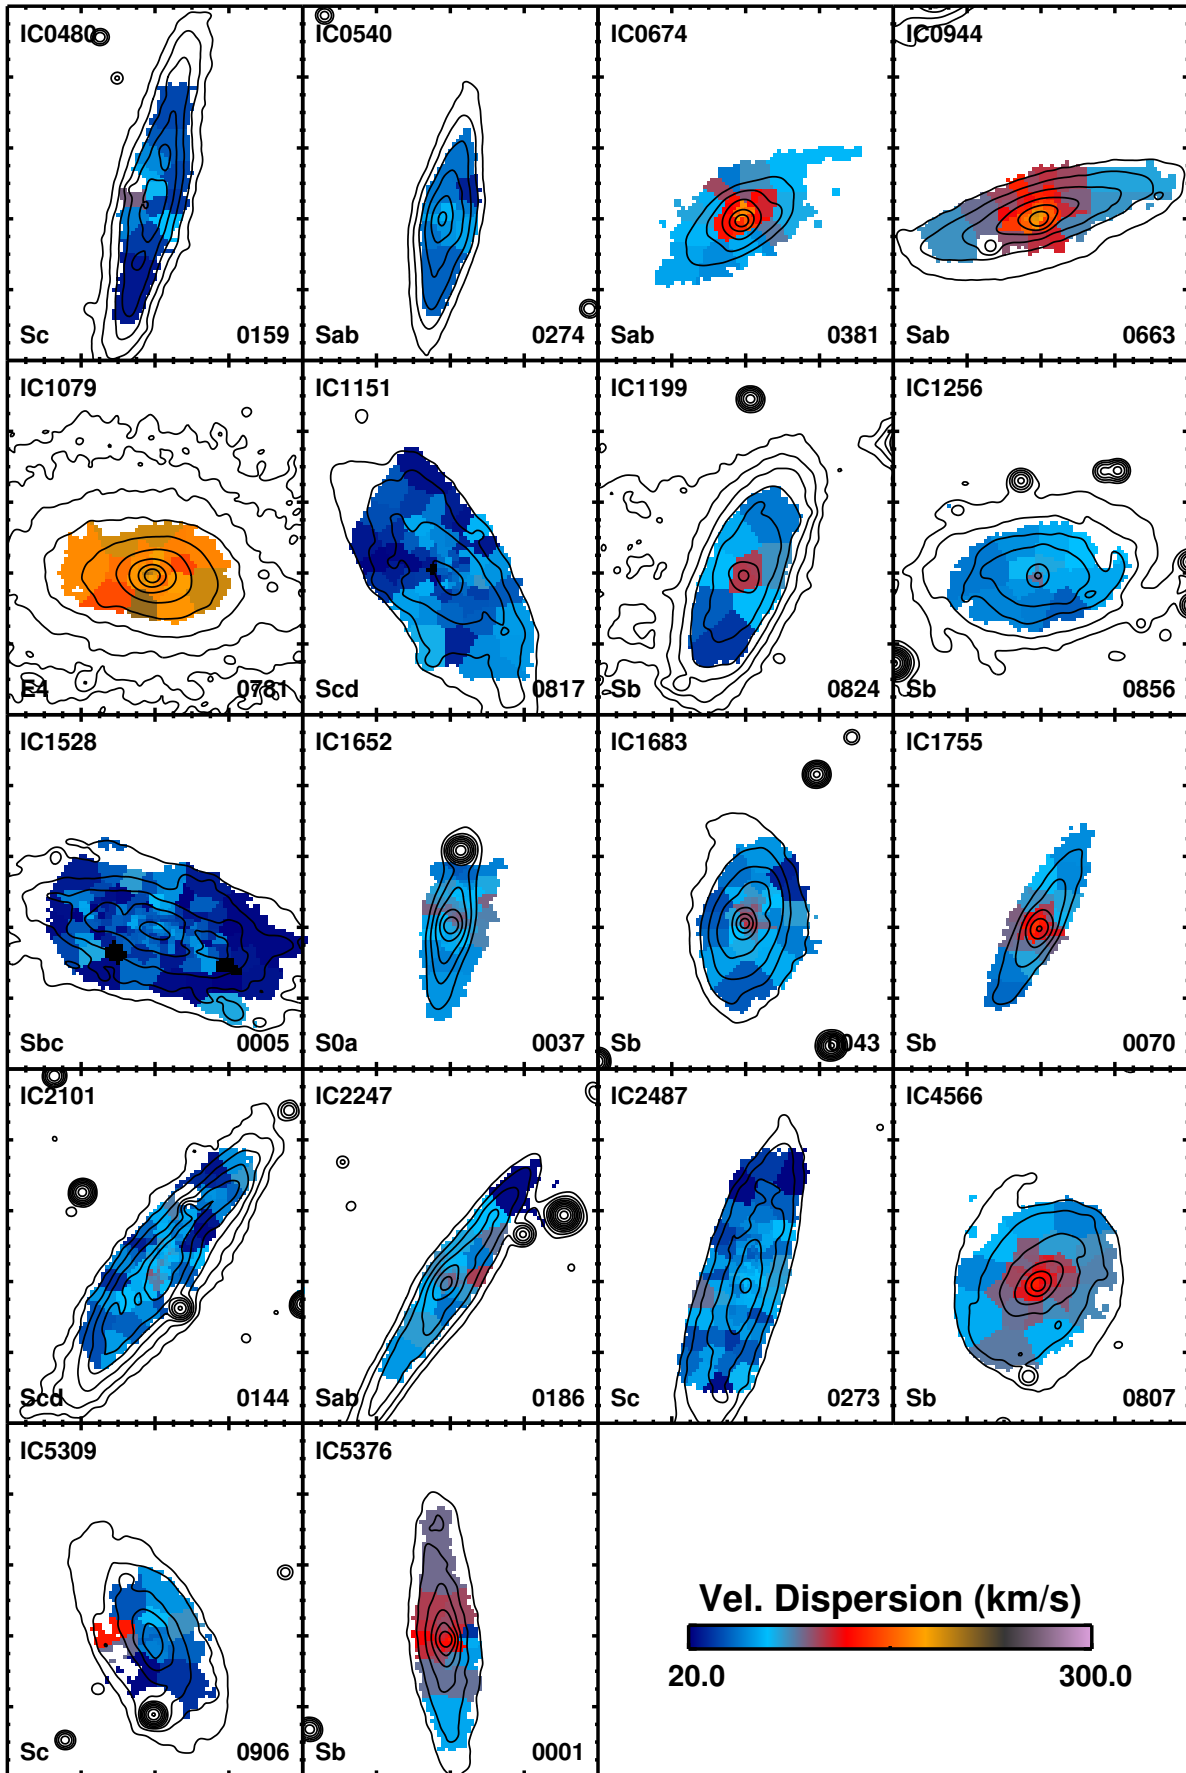 IC0480
IC0540
IC0674
IC0944
Sc 0159
Sab 0274
Sab 0381
Sab 0663
IC1079
IC1151
IC1199
IC1256
E4 0781
Scd 0817
Sb 0824
Sb 0856
IC1528
IC1652
IC1683
IC1755
Sbc 0005
S0a 0037
Sb 0043
Sb 0070
IC2101
IC2247
IC2487
IC4566
Scd 0144
Sab 0186
Sc 0273
Sb 0807
IC5309
IC5376
Vel. Dispersion (km/s)
20.0 300.0
Sc 0906
Sb 0001